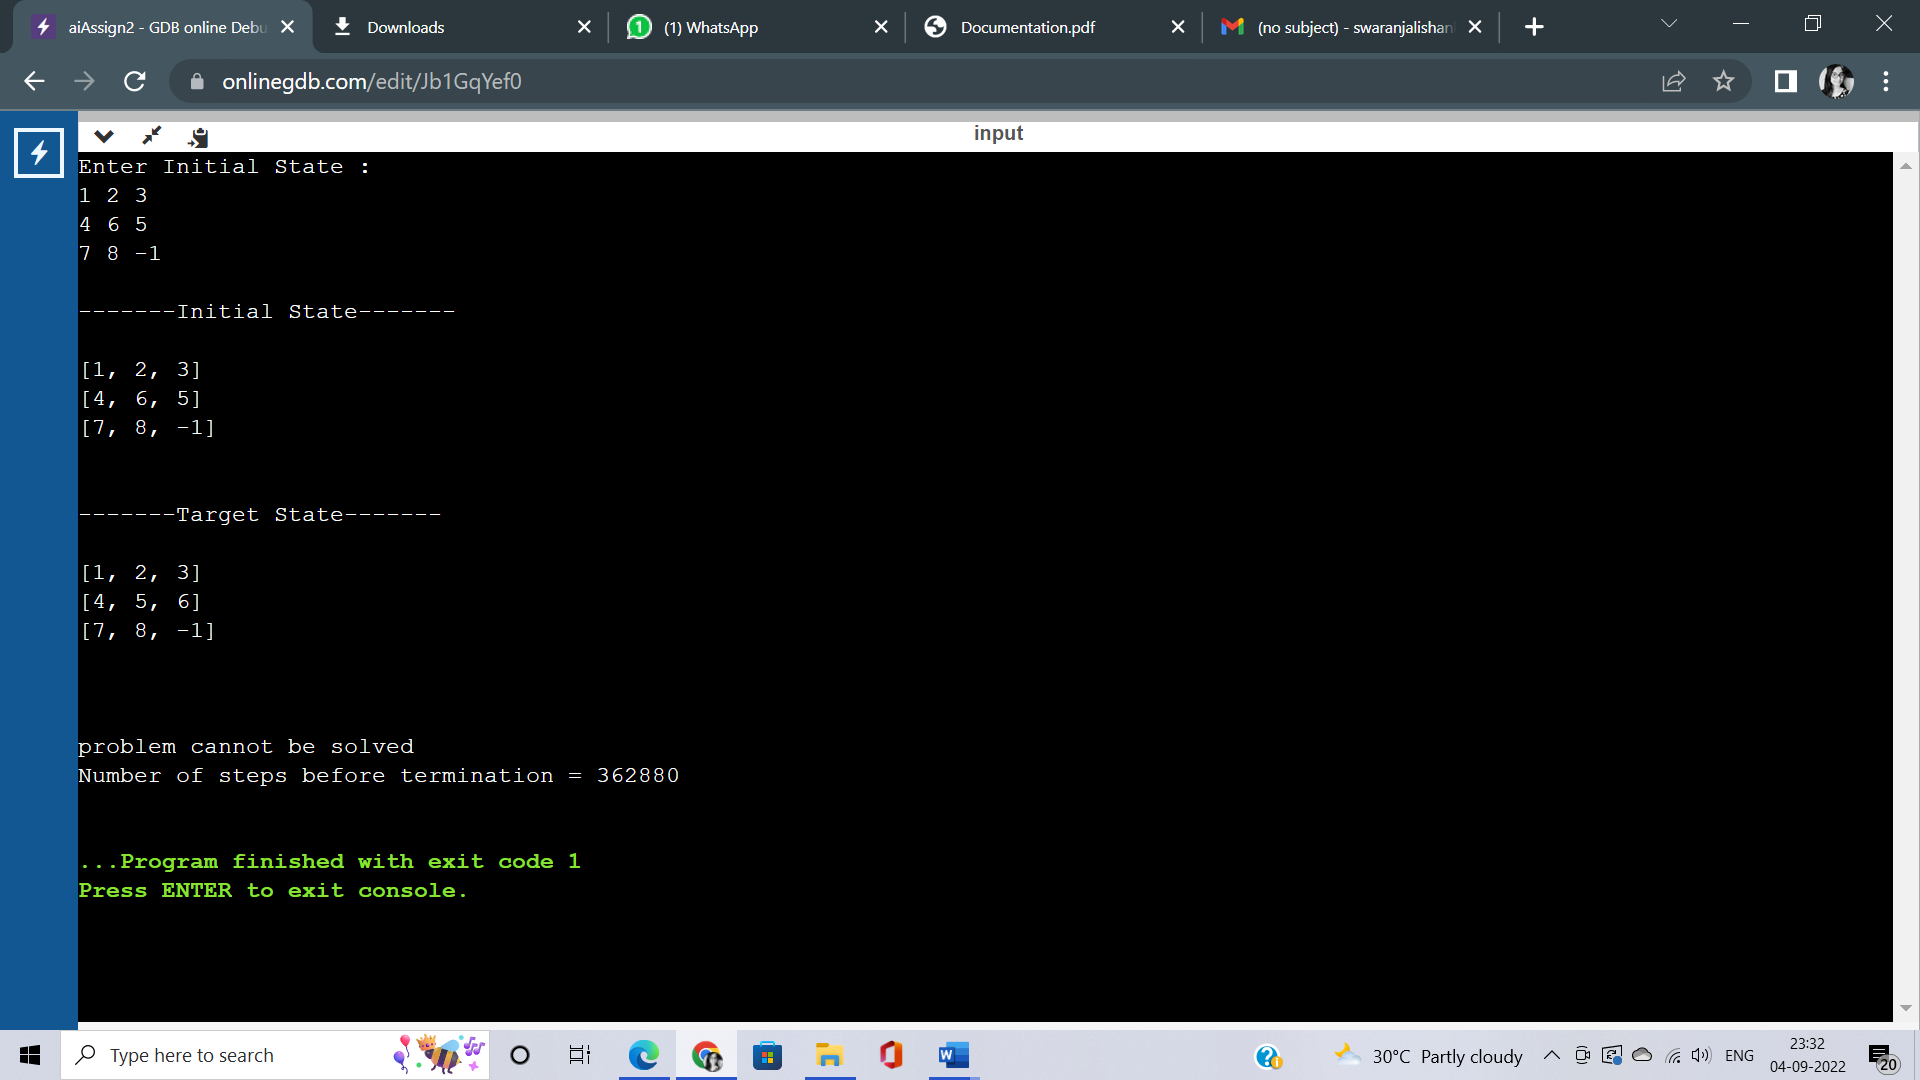 aiAssign2 - GDB online Debu
Downloads
(1) WhatsApp
Documentation.pdf
(no subject) - swaranjalishan
onlinegdb.com/edit/Jb1GqYef0
input
Enter Initial State :
1 2 3
4 6 5
7 8 -1
-------Initial State-------
[1, 2, 3]
[4, 6, 5]
[7, 8, -1]
-------Target State-------
[1, 2, 3]
[4, 5, 6]
[7, 8, -1]
problem cannot be solved
Number of steps before termination = 362880
...Program finished with exit code 1
Press ENTER to exit console.
Type here to search
30°C Partly cloudy
ENG
23:32
04-09-2022
20